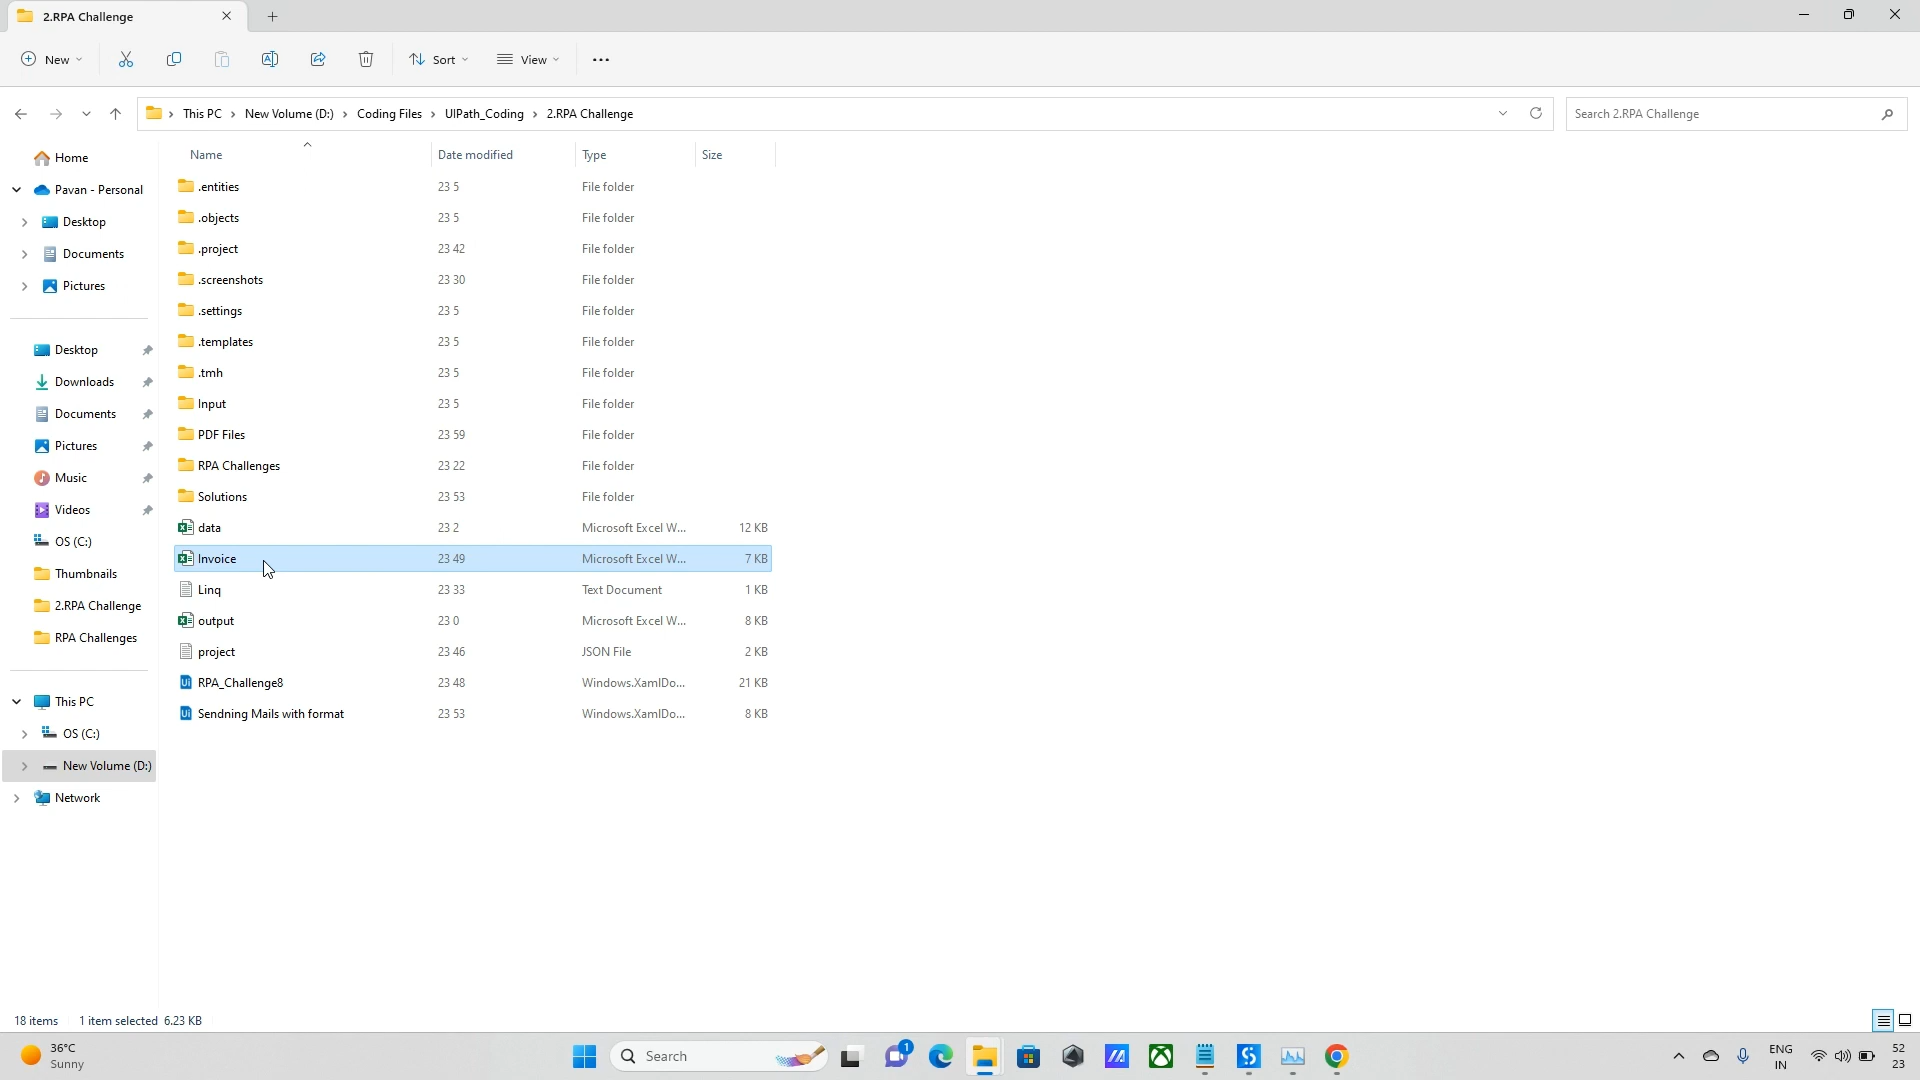 2.RPA Challenge
New
Sort
View
This PC > New Volume (D:) > Coding Files > UIPath_Coding > 2.RPA Challenge
Search 2.RPA Challenge
Home
Pavan - Personal
Desktop
Documents
Pictures
Desktop
Downloads
Documents
Pictures
Music
Videos
OS (C:)
Thumbnails
2.RPA Challenge
RPA Challenges
This PC
OS (C:)
New Volume (D:)
Network
Name Date modified Type Size
.entities 23 5 File folder
.objects 23 5 File folder
.project 23 42 File folder
.screenshots 23 30 File folder
.settings 23 5 File folder
.templates 23 5 File folder
.tmh 23 5 File folder
Input 23 5 File folder
PDF Files 23 59 File folder
RPA Challenges 23 22 File folder
Solutions 23 53 File folder
data 23 2 Microsoft Excel W... 12 KB
Invoice 23 49 Microsoft Excel W... 7 KB
Linq 23 33 Text Document 1 KB
output 23 0 Microsoft Excel W... 8 KB
project 23 46 JSON File 2 KB
RPA_Challenge8 23 48 Windows.XamlDo... 21 KB
Sendning Mails with format 23 53 Windows.XamlDo... 8 KB
18 items 1 item selected 6.23 KB
36°C
Sunny
Search
1
ENG
IN
52
23